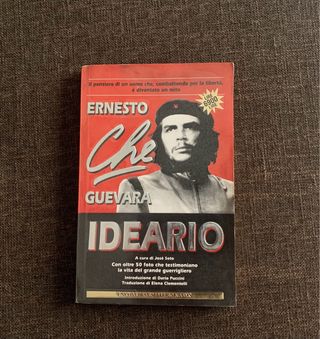 Il pensiero di un uomo che, combattendo per la libertà,
è diventato un mito
ERNESTO
Che
GUEVARA
IDEARIO
A cura di José Soto
Con oltre 50 foto che testimoniano
la vita del grande guerrigliero
Introduzione di Dario Puccini
Traduzione di Elena Clementelli